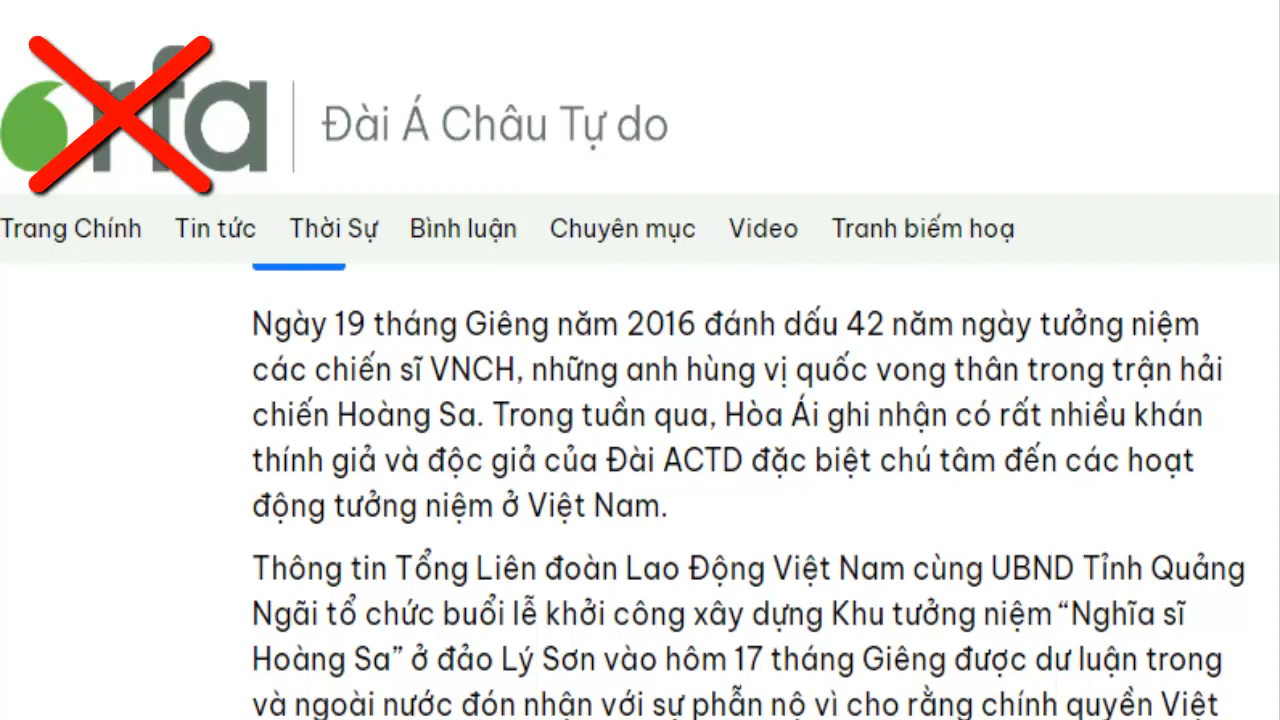 rfa
Đài Á Châu Tự do
Trang Chính Tin tức Thời Sự Bình luận Chuyên mục Video Tranh biếm hoạ
Ngày 19 tháng Giêng năm 2016 đánh dấu 42 năm ngày tưởng niệm
các chiến sĩ VNCH, những anh hùng vị quốc vong thân trong trận hải
chiến Hoàng Sa. Trong tuần qua, Hòa Ái ghi nhận có rất nhiều khán
thính giả và độc giả của Đài ACTD đặc biệt chú tâm đến các hoạt
động tưởng niệm ở Việt Nam.
Thông tin Tổng Liên đoàn Lao Động Việt Nam cùng UBND Tỉnh Quảng
Ngãi tổ chức buổi lễ khởi công xây dựng Khu tưởng niệm “Nghĩa sĩ
Hoàng Sa” ở đảo Lý Sơn vào hôm 17 tháng Giêng được dư luận trong
và ngoài nước đón nhận với sự phẫn nộ vì cho rằng chính quyền Việt